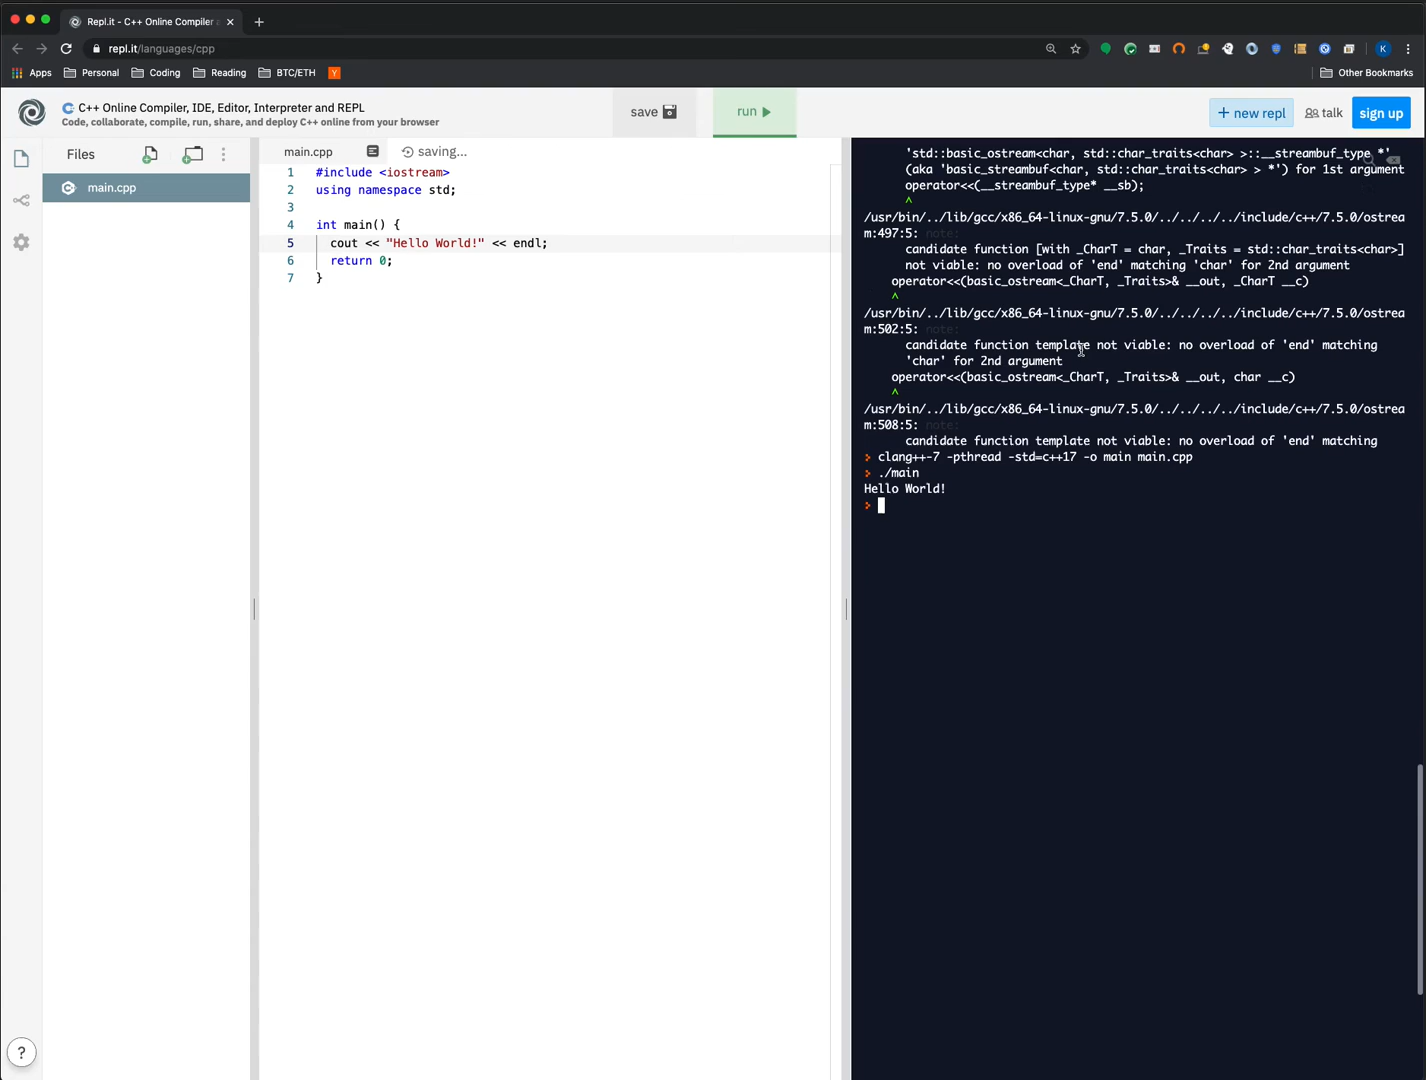 Repl.it - C++ Online Compiler
repl.it/languages/cpp
K
Apps Personal Coding Reading BTC/ETH Y Other Bookmarks
C++ Online Compiler, IDE, Editor, Interpreter and REPL
Code, collaborate, compile, run, share, and deploy C++ online from your browser
save run + new repl talk sign up
Files
main.cpp
main.cpp saving...
1 #include <iostream>
2 using namespace std;
3
4 int main() {
5 cout << "Hello World!" << endl;
6 return 0;
7 }
'std::basic_ostream<char, std::char_traits<char> >::__streambuf_type *'
(aka 'basic_streambuf<char, std::char_traits<char> > *') for 1st argument
operator<<(__streambuf_type* __sb);
^
/usr/bin/../lib/gcc/x86_64-linux-gnu/7.5.0/../../../../include/c++/7.5.0/ostrea
m:497:5: note:
candidate function [with _CharT = char, _Traits = std::char_traits<char>]
not viable: no overload of 'end' matching 'char' for 2nd argument
operator<<(basic_ostream<_CharT, _Traits>& __out, _CharT __c)
^
/usr/bin/../lib/gcc/x86_64-linux-gnu/7.5.0/../../../../include/c++/7.5.0/ostrea
m:502:5: note:
candidate function template not viable: no overload of 'end' matching
'char' for 2nd argument
operator<<(basic_ostream<_CharT, _Traits>& __out, char __c)
^
/usr/bin/../lib/gcc/x86_64-linux-gnu/7.5.0/../../../../include/c++/7.5.0/ostrea
m:508:5: note:
candidate function template not viable: no overload of 'end' matching
> clang++-7 -pthread -std=c++17 -o main main.cpp
> ./main
Hello World!
>
?